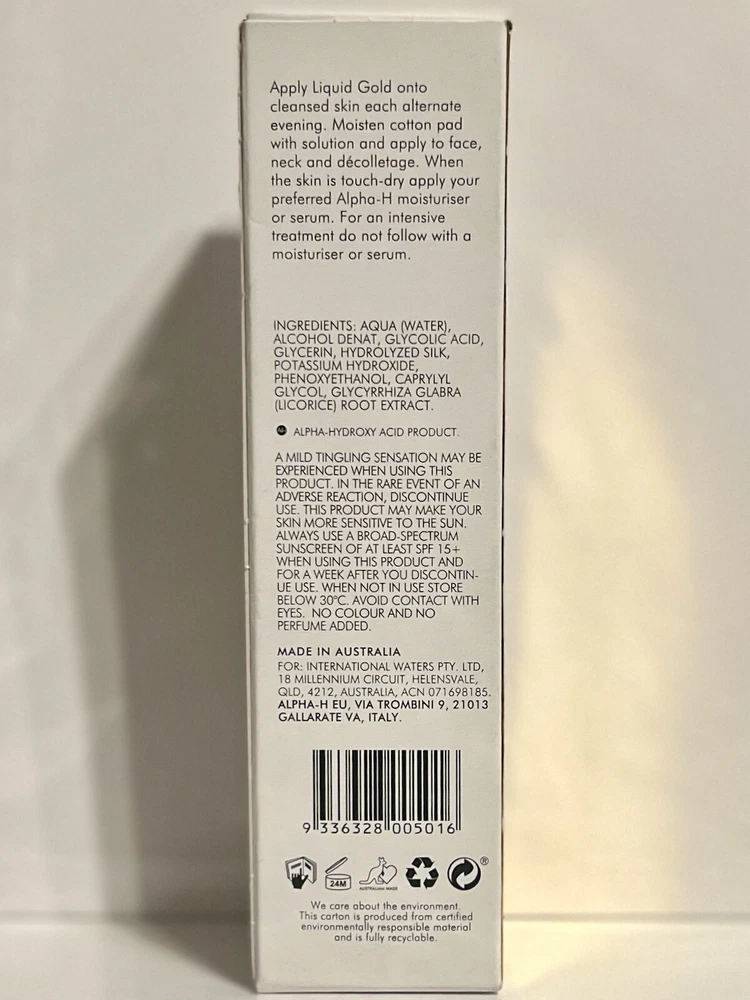 Apply Liquid Gold onto
cleansed skin each alternate
evening. Moisten cotton pad
with solution and apply to face,
neck and décolletage. When
the skin is touch-dry apply your
preferred Alpha-H moisturiser
or serum. For an intensive
treatment do not follow with a
moisturiser or serum.
INGREDIENTS: AQUA (WATER),
ALCOHOL DENAT, GLYCOLIC ACID,
GLYCERIN, HYDROLYZED SILK,
POTASSIUM HYDROXIDE,
PHENOXYETHANOL, CAPRYLYL
GLYCOL, GLYCYRRHIZA GLABRA
(LICORICE) ROOT EXTRACT.
ALPHA-HYDROXY ACID PRODUCT.
A MILD TINGLING SENSATION MAY BE
EXPERIENCED WHEN USING THIS
PRODUCT. IN THE RARE EVENT OF AN
ADVERSE REACTION, DISCONTINUE
USE. THIS PRODUCT MAY MAKE YOUR
SKIN MORE SENSITIVE TO THE SUN.
ALWAYS USE A BROAD-SPECTRUM
SUNSCREEN OF AT LEAST SPF 15+
WHEN USING THIS PRODUCT AND
FOR A WEEK AFTER YOU DISCONTIN-
UE USE. WHEN NOT IN USE STORE
BELOW 30°C. AVOID CONTACT WITH
EYES. NO COLOUR AND NO
PERFUME ADDED.
MADE IN AUSTRALIA
FOR: INTERNATIONAL WATERS PTY. LTD,
18 MILLENNIUM CIRCUIT, HELENSVALE,
QLD, 4212, AUSTRALIA, ACN 071698185.
ALPHA-H EU, VIA TROMBINI 9, 21013
GALLARATE VA, ITALY.
9 336328 005016
24M
AUSTRALIAN MADE
®
We care about the environment.
This carton is produced from certified
environmentally responsible material
and is fully recyclable.